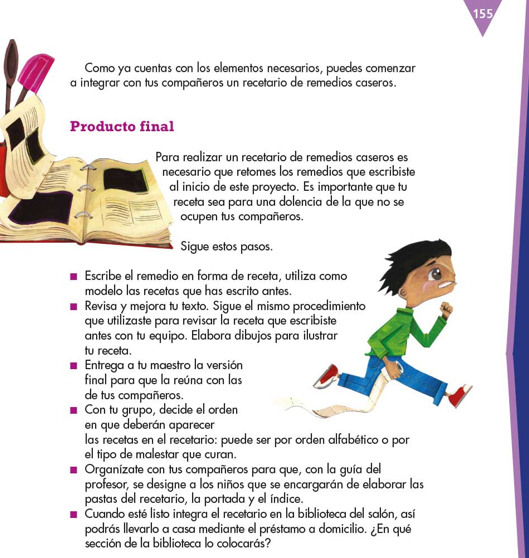 155
Como ya cuentas con los elementos necesarios, puedes comenzar
a integrar con tus compañeros un recetario de remedios caseros.
Producto final
Para realizar un recetario de remedios caseros es
necesario que retomes los remedios que escribiste
al inicio de este proyecto. Es importante que tu
receta sea para una dolencia de la que no se
ocupen tus compañeros.
Sigue estos pasos.
■ Escribe el remedio en forma de receta, utiliza como
modelo las recetas que has escrito antes.
■ Revisa y mejora tu texto. Sigue el mismo procedimiento
que utilizaste para revisar la receta que escribiste
antes con tu equipo. Elabora dibujos para ilustrar
tu receta.
■ Entrega a tu maestro la versión
final para que la reúna con las
de tus compañeros.
■ Con tu grupo, decide el orden
en que deberán aparecer
las recetas en el recetario: puede ser por orden alfabético o por
el tipo de malestar que curan.
■ Organízate con tus compañeros para que, con la guía del
profesor, se designe a los niños que se encargarán de elaborar las
pastas del recetario, la portada y el índice.
■ Cuando esté listo integra el recetario en la biblioteca del salón, así
podrás llevarlo a casa mediante el préstamo a domicilio. ¿En qué
sección de la biblioteca lo colocarás?